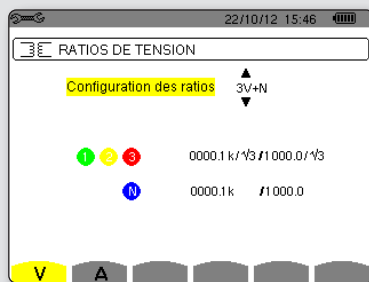 22/10/12 15:46
RATIOS DE TENSION
Configuration des ratios 3V+N
1 2 3 0000.1 k/√3 / 1000.0/√3
N 0000.1 k / 1000.0
V A